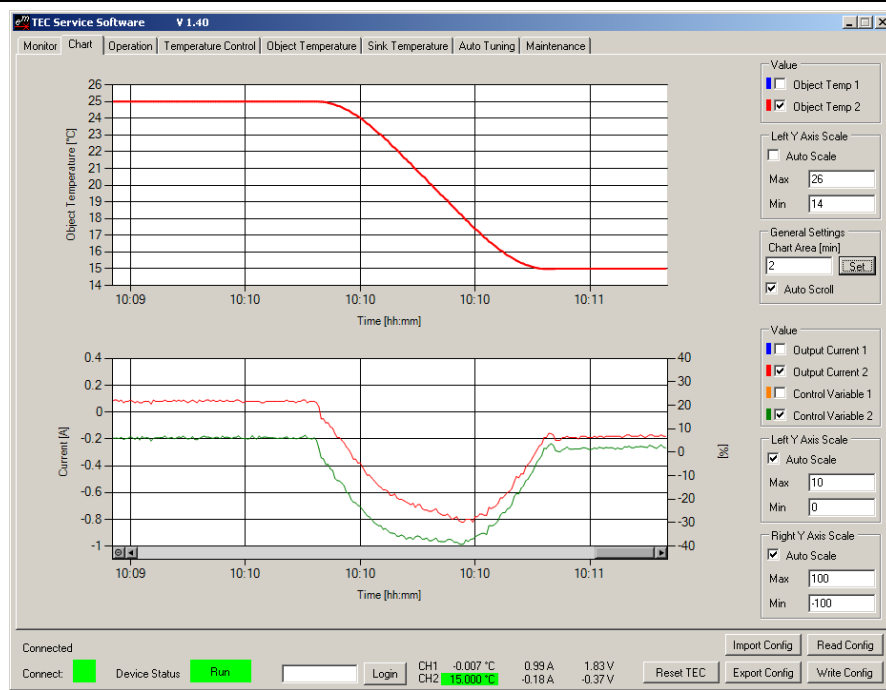 TEC Service Software V 1.40
Monitor Chart Operation Temperature Control Object Temperature Sink Temperature Auto Tuning Maintenance
26
25
24
23
22
21
20
19
18
17
16
15
14
Object Temperature [°C]
10:09 10:10 10:10 10:10 10:11
Time [hh:mm]
0.4
0.2
0
-0.2
-0.4
-0.6
-0.8
-1
Current [A]
40
30
20
10
0
-10
-20
-30
-40
[%]
10:09 10:10 10:10 10:10 10:11
Time [hh:mm]
Value
Object Temp 1
Object Temp 2
Left Y Axis Scale
Auto Scale
Max 26
Min 14
General Settings
Chart Area [min]
2 Set
Auto Scroll
Value
Output Current 1
Output Current 2
Control Variable 1
Control Variable 2
Left Y Axis Scale
Auto Scale
Max 10
Min 0
Right Y Axis Scale
Auto Scale
Max 100
Min -100
Connected
Connect: Device Status Run Login
CH1 -0.007 °C 0.99 A 1.83 V
CH2 15.000 °C -0.18 A -0.37 V
Import Config Read Config
Reset TEC Export Config Write Config